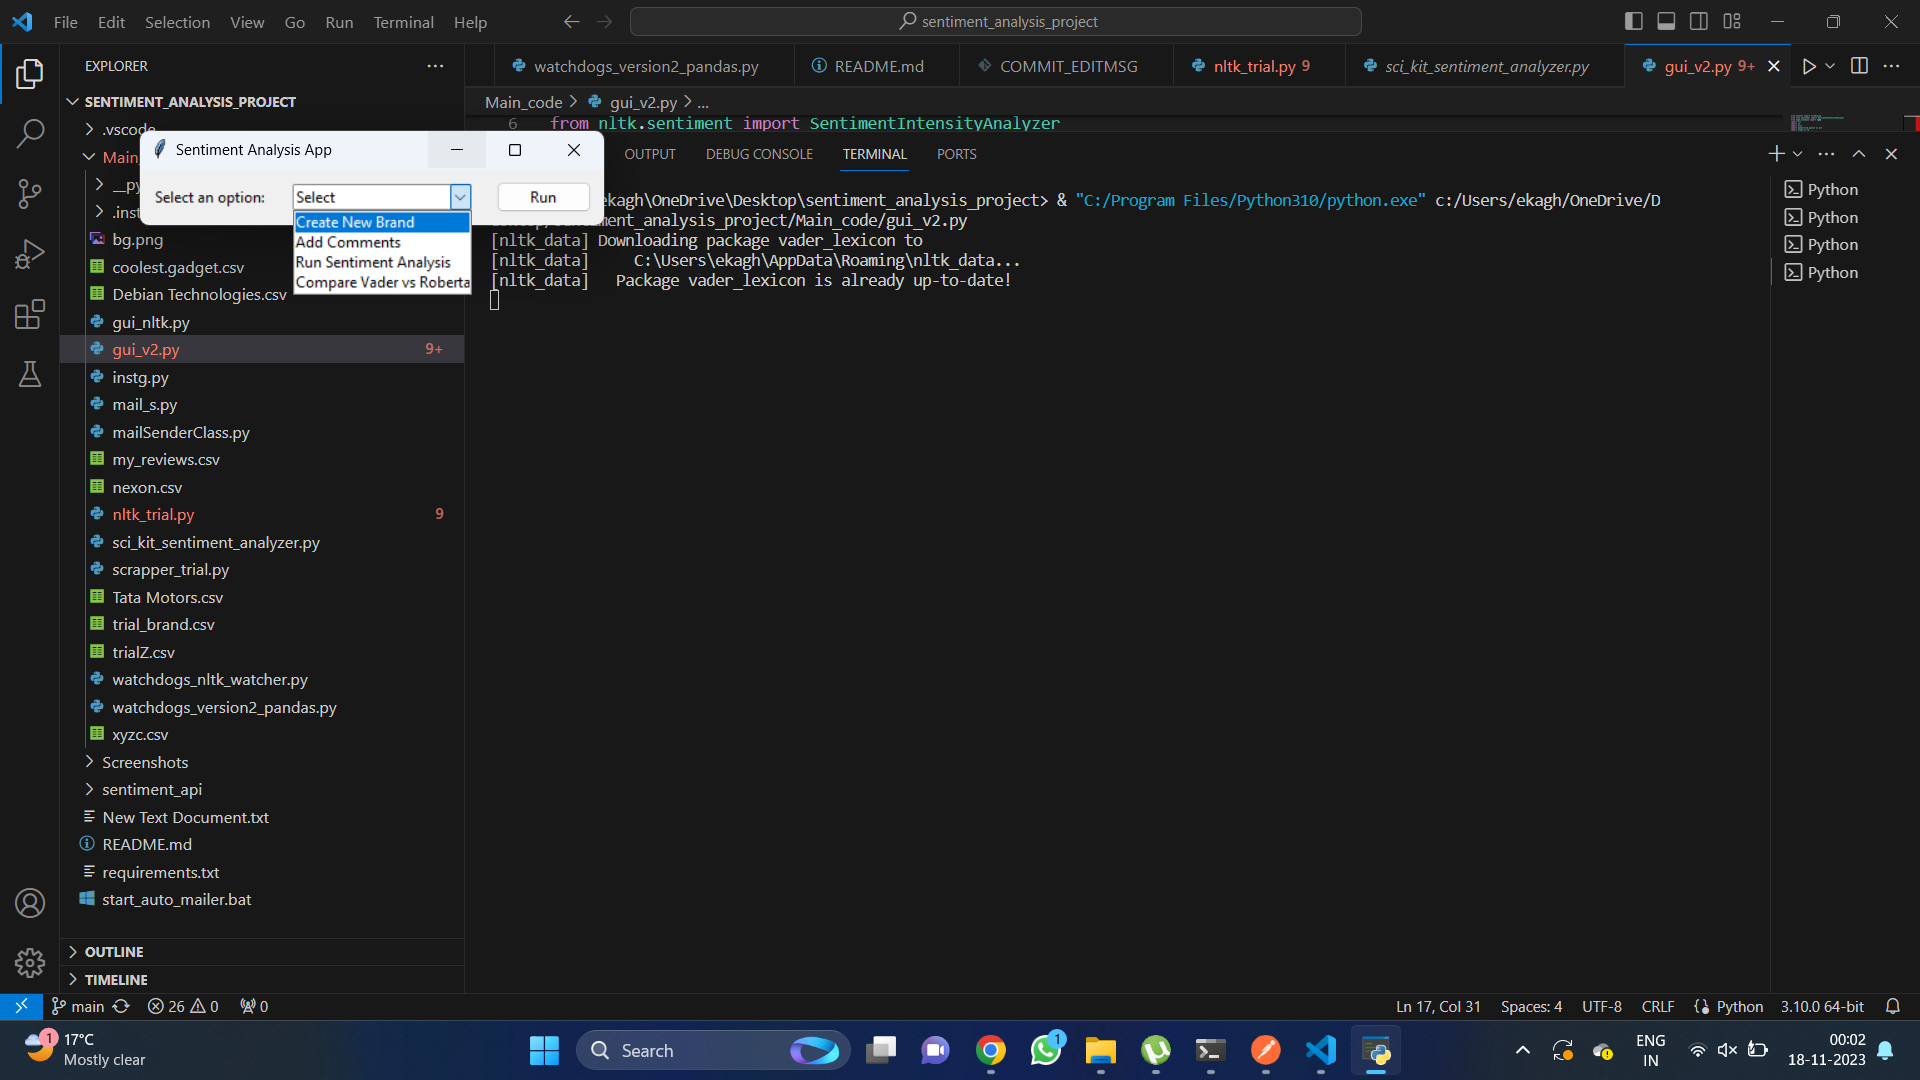 File Edit Selection View Go Run Terminal Help
sentiment_analysis_project
EXPLORER
SENTIMENT_ANALYSIS_PROJECT
.vscode
Main
__py
.inst
bg.png
coolest.gadget.csv
Debian Technologies.csv
gui_nltk.py
gui_v2.py 9+
instg.py
mail_s.py
mailSenderClass.py
my_reviews.csv
nexon.csv
nltk_trial.py 9
sci_kit_sentiment_analyzer.py
scrapper_trial.py
Tata Motors.csv
trial_brand.csv
trialZ.csv
watchdogs_nltk_watcher.py
watchdogs_version2_pandas.py
xyzc.csv
Screenshots
sentiment_api
New Text Document.txt
README.md
requirements.txt
start_auto_mailer.bat
OUTLINE
TIMELINE
Sentiment Analysis App
Select an option: Select Run
Create New Brand
Add Comments
Run Sentiment Analysis
Compare Vader vs Roberta
watchdogs_version2_pandas.py README.md COMMIT_EDITMSG nltk_trial.py 9 sci_kit_sentiment_analyzer.py gui_v2.py 9+
Main_code > gui_v2.py > ...
6 from nltk.sentiment import SentimentIntensityAnalyzer
OUTPUT DEBUG CONSOLE TERMINAL PORTS
ekagh\OneDrive\Desktop\sentiment_analysis_project> & "C:/Program Files/Python310/python.exe" c:/Users/ekagh/OneDrive/D
ment_analysis_project/Main_code/gui_v2.py
[nltk_data] Downloading package vader_lexicon to
[nltk_data] C:\Users\ekagh\AppData\Roaming\nltk_data...
[nltk_data] Package vader_lexicon is already up-to-date!
Python
Python
Python
Python
main 26 0 0 Ln 17, Col 31 Spaces: 4 UTF-8 CRLF Python 3.10.0 64-bit
1
17°C
Mostly clear
Search
1
ENG
IN
00:02
18-11-2023